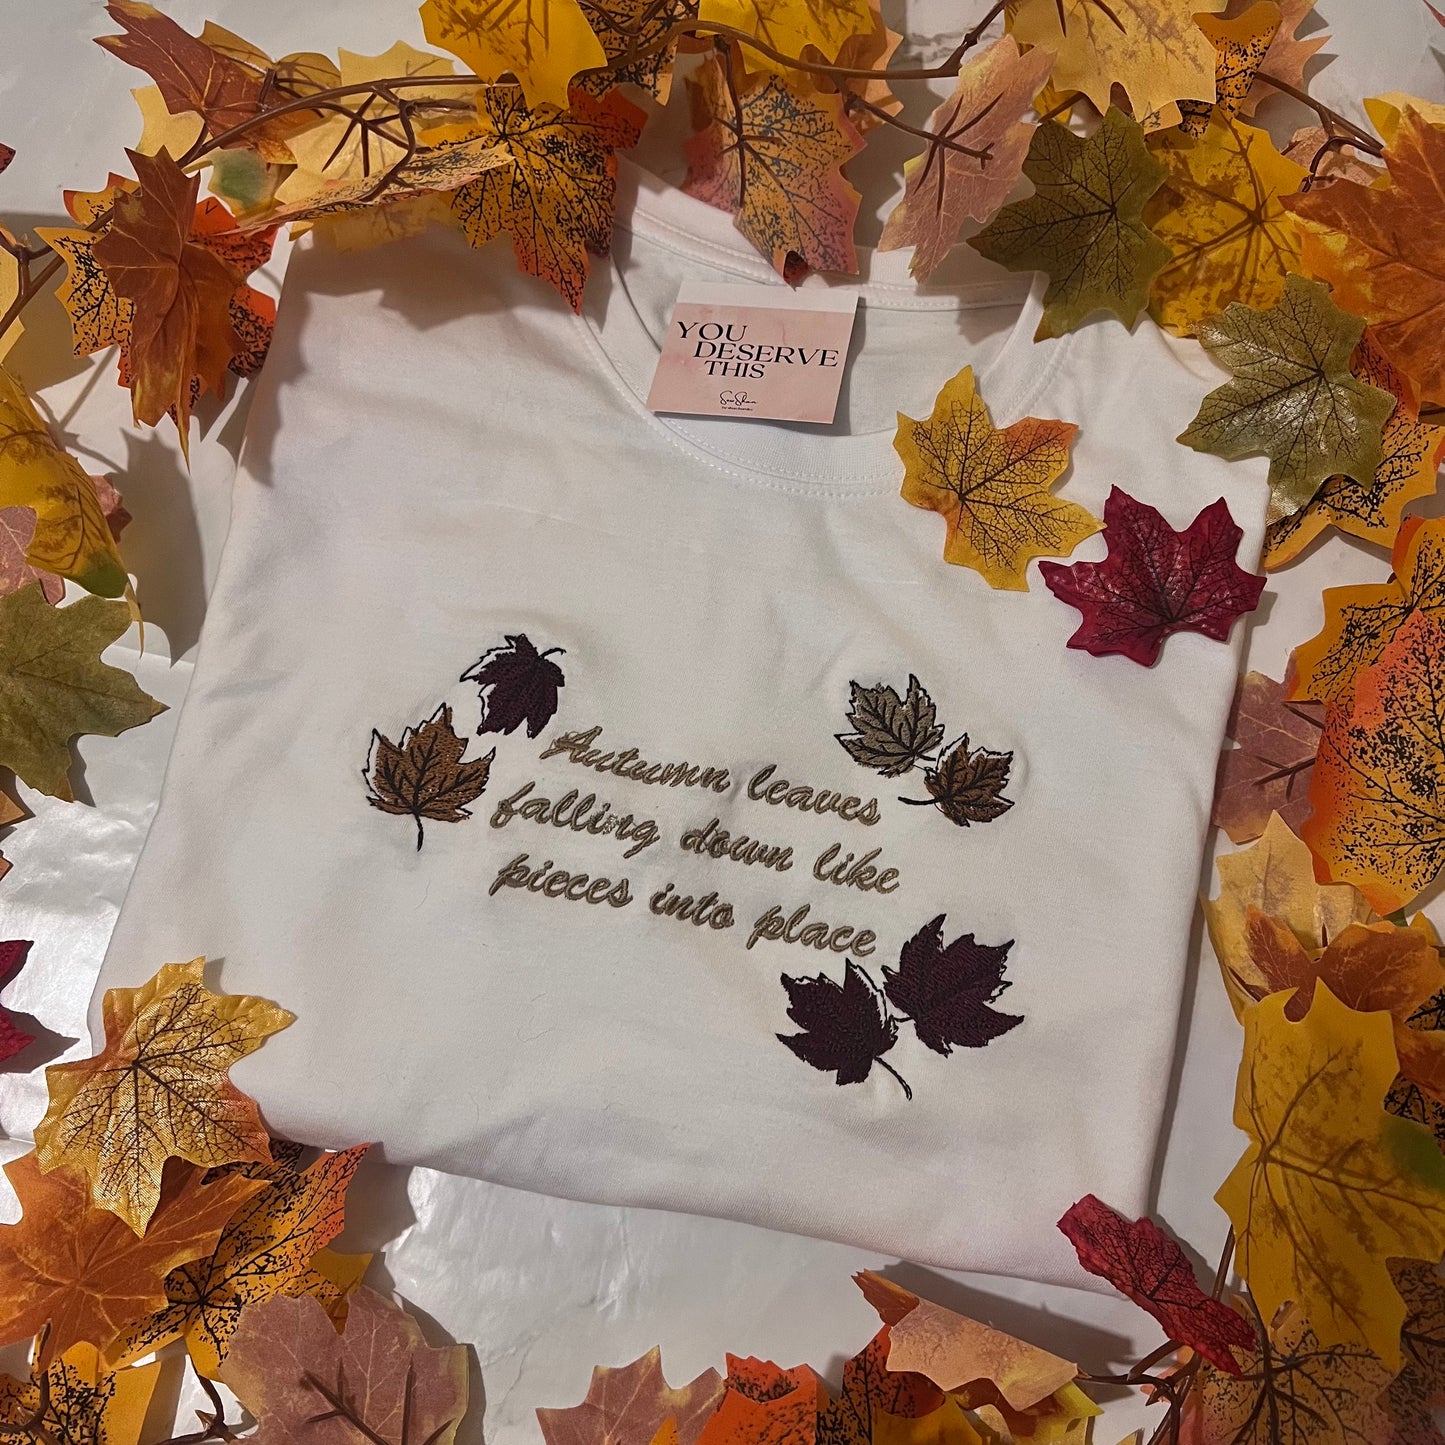 YOU
DESERVE
THIS
Autumn leaves
falling down like
pieces into place